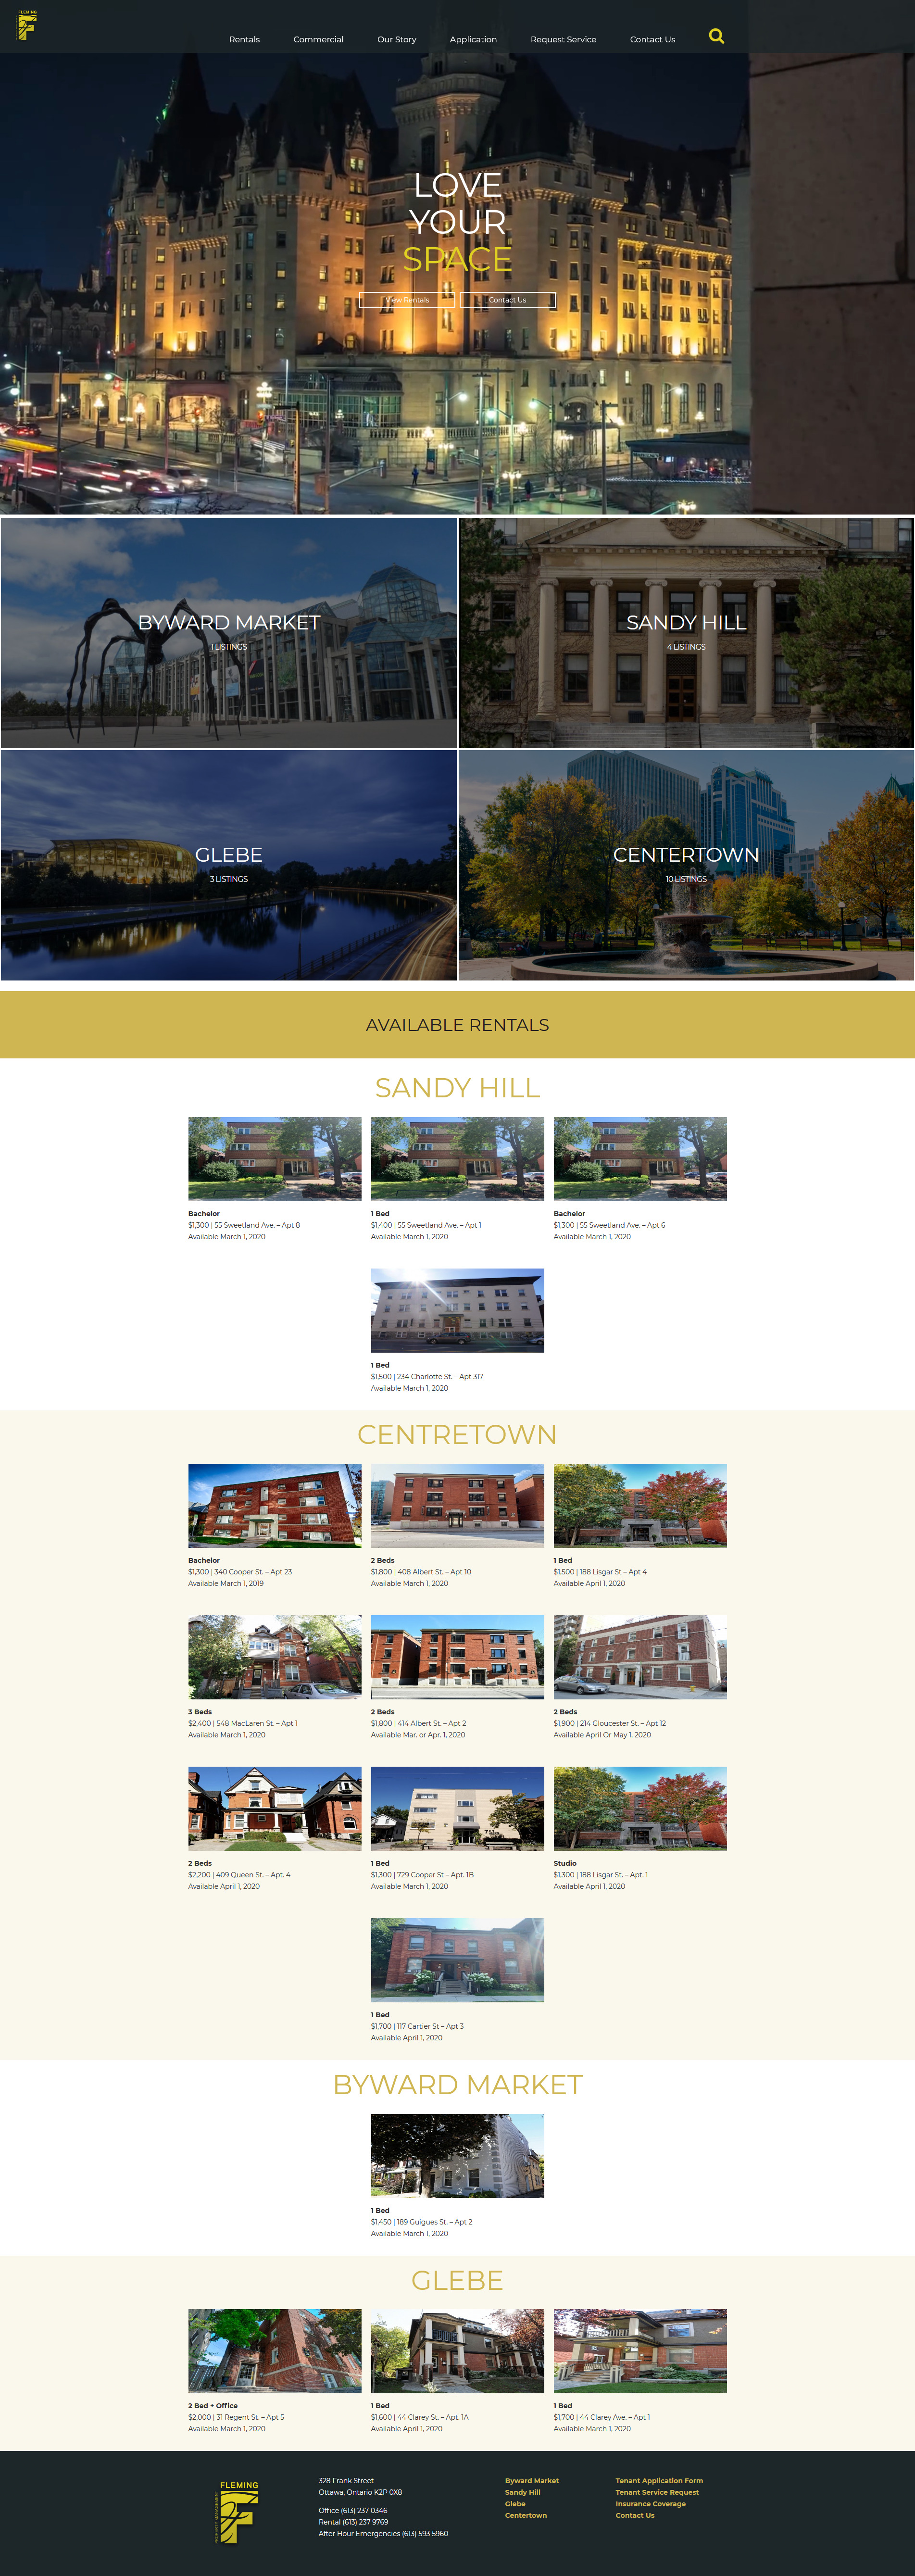 FLEMING
Rentals Commercial Our Story Application Request Service Contact Us
LOVE
YOUR
SPACE
View Rentals Contact Us
BYWARD MARKET
1 LISTINGS
SANDY HILL
4 LISTINGS
GLEBE
3 LISTINGS
CENTERTOWN
10 LISTINGS
AVAILABLE RENTALS
SANDY HILL
Bachelor
$1,300 | 55 Sweetland Ave. – Apt 8
Available March 1, 2020
1 Bed
$1,400 | 55 Sweetland Ave. – Apt 1
Available March 1, 2020
Bachelor
$1,300 | 55 Sweetland Ave. – Apt 6
Available March 1, 2020
1 Bed
$1,500 | 234 Charlotte St. – Apt 317
Available March 1, 2020
CENTRETOWN
Bachelor
$1,300 | 340 Cooper St. – Apt 23
Available March 1, 2019
2 Beds
$1,800 | 408 Albert St. – Apt 10
Available March 1, 2020
1 Bed
$1,500 | 188 Lisgar St – Apt 4
Available April 1, 2020
3 Beds
$2,400 | 548 MacLaren St. – Apt 1
Available March 1, 2020
2 Beds
$1,800 | 414 Albert St. – Apt 2
Available Mar. or Apr. 1, 2020
2 Beds
$1,900 | 214 Gloucester St. – Apt 12
Available April Or May 1, 2020
2 Beds
$2,200 | 409 Queen St. – Apt. 4
Available April 1, 2020
1 Bed
$1,300 | 729 Cooper St – Apt. 1B
Available March 1, 2020
Studio
$1,300 | 188 Lisgar St. – Apt. 1
Available April 1, 2020
1 Bed
$1,700 | 117 Cartier St – Apt 3
Available April 1, 2020
BYWARD MARKET
1 Bed
$1,450 | 189 Guigues St. – Apt 2
Available March 1, 2020
GLEBE
2 Bed + Office
$2,000 | 31 Regent St. – Apt 5
Available March 1, 2020
1 Bed
$1,600 | 44 Clarey St. – Apt. 1A
Available April 1, 2020
1 Bed
$1,700 | 44 Clarey Ave. – Apt 1
Available March 1, 2020
FLEMING
PROPERTY MANAGEMENT
328 Frank Street
Ottawa, Ontario K2P 0X8
Office (613) 237 0346
Rental (613) 237 9769
After Hour Emergencies (613) 593 5960
Byward Market
Sandy Hill
Glebe
Centertown
Tenant Application Form
Tenant Service Request
Insurance Coverage
Contact Us